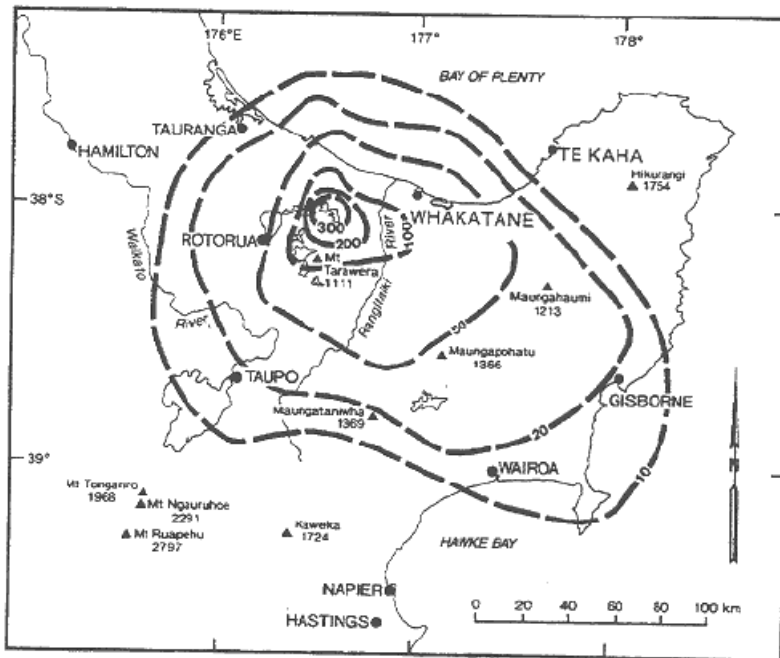 176°E
177°
178°
BAY OF PLENTY
TAURANGA
HAMILTON
TE KAHA
Hikurangi
1754
38°S
WHAKATANE
300
200
100
ROTORUA
River
Mt
Tarawera
1111
Waikato
Rangitaiki
Maungahaumi
1213
River
50
Maungapohatu
1366
TAUPO
GISBORNE
Maungataniwha
1369
20
10
39°
WAIROA
Mt Tongariro
1968
Mt Ngauruhoe
2291
Mt Ruapehu
2797
Kaweka
1724
HAWKE BAY
N
NAPIER
HASTINGS
0 20 40 60 80 100 km